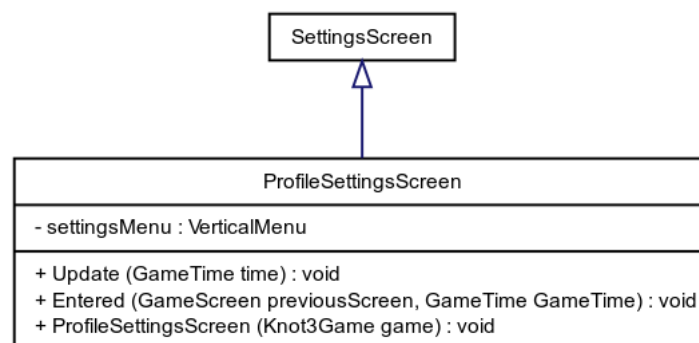 SettingsScreen
ProfileSettingsScreen
- settingsMenu : VerticalMenu
+ Update (GameTime time) : void
+ Entered (GameScreen previousScreen, GameTime GameTime) : void
+ ProfileSettingsScreen (Knot3Game game) : void